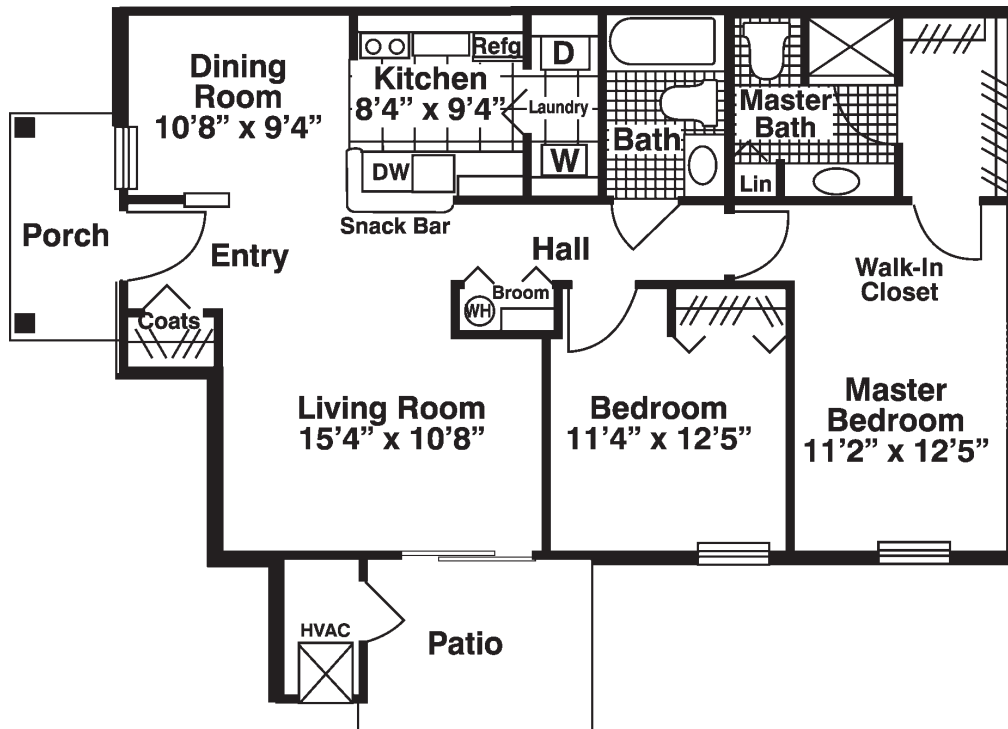 Dining
Room
10'8” x 9'4”
Refg
Kitchen
8'4” x 9'4”
D
Laundry
W
DW
Snack Bar
Bath
Master
Bath
Lin
Porch
Entry
Hall
Walk-In
Closet
Coats
WH
Broom
Living Room
15'4” x 10'8”
Bedroom
11'4” x 12'5”
Master
Bedroom
11'2” x 12'5”
HVAC
Patio